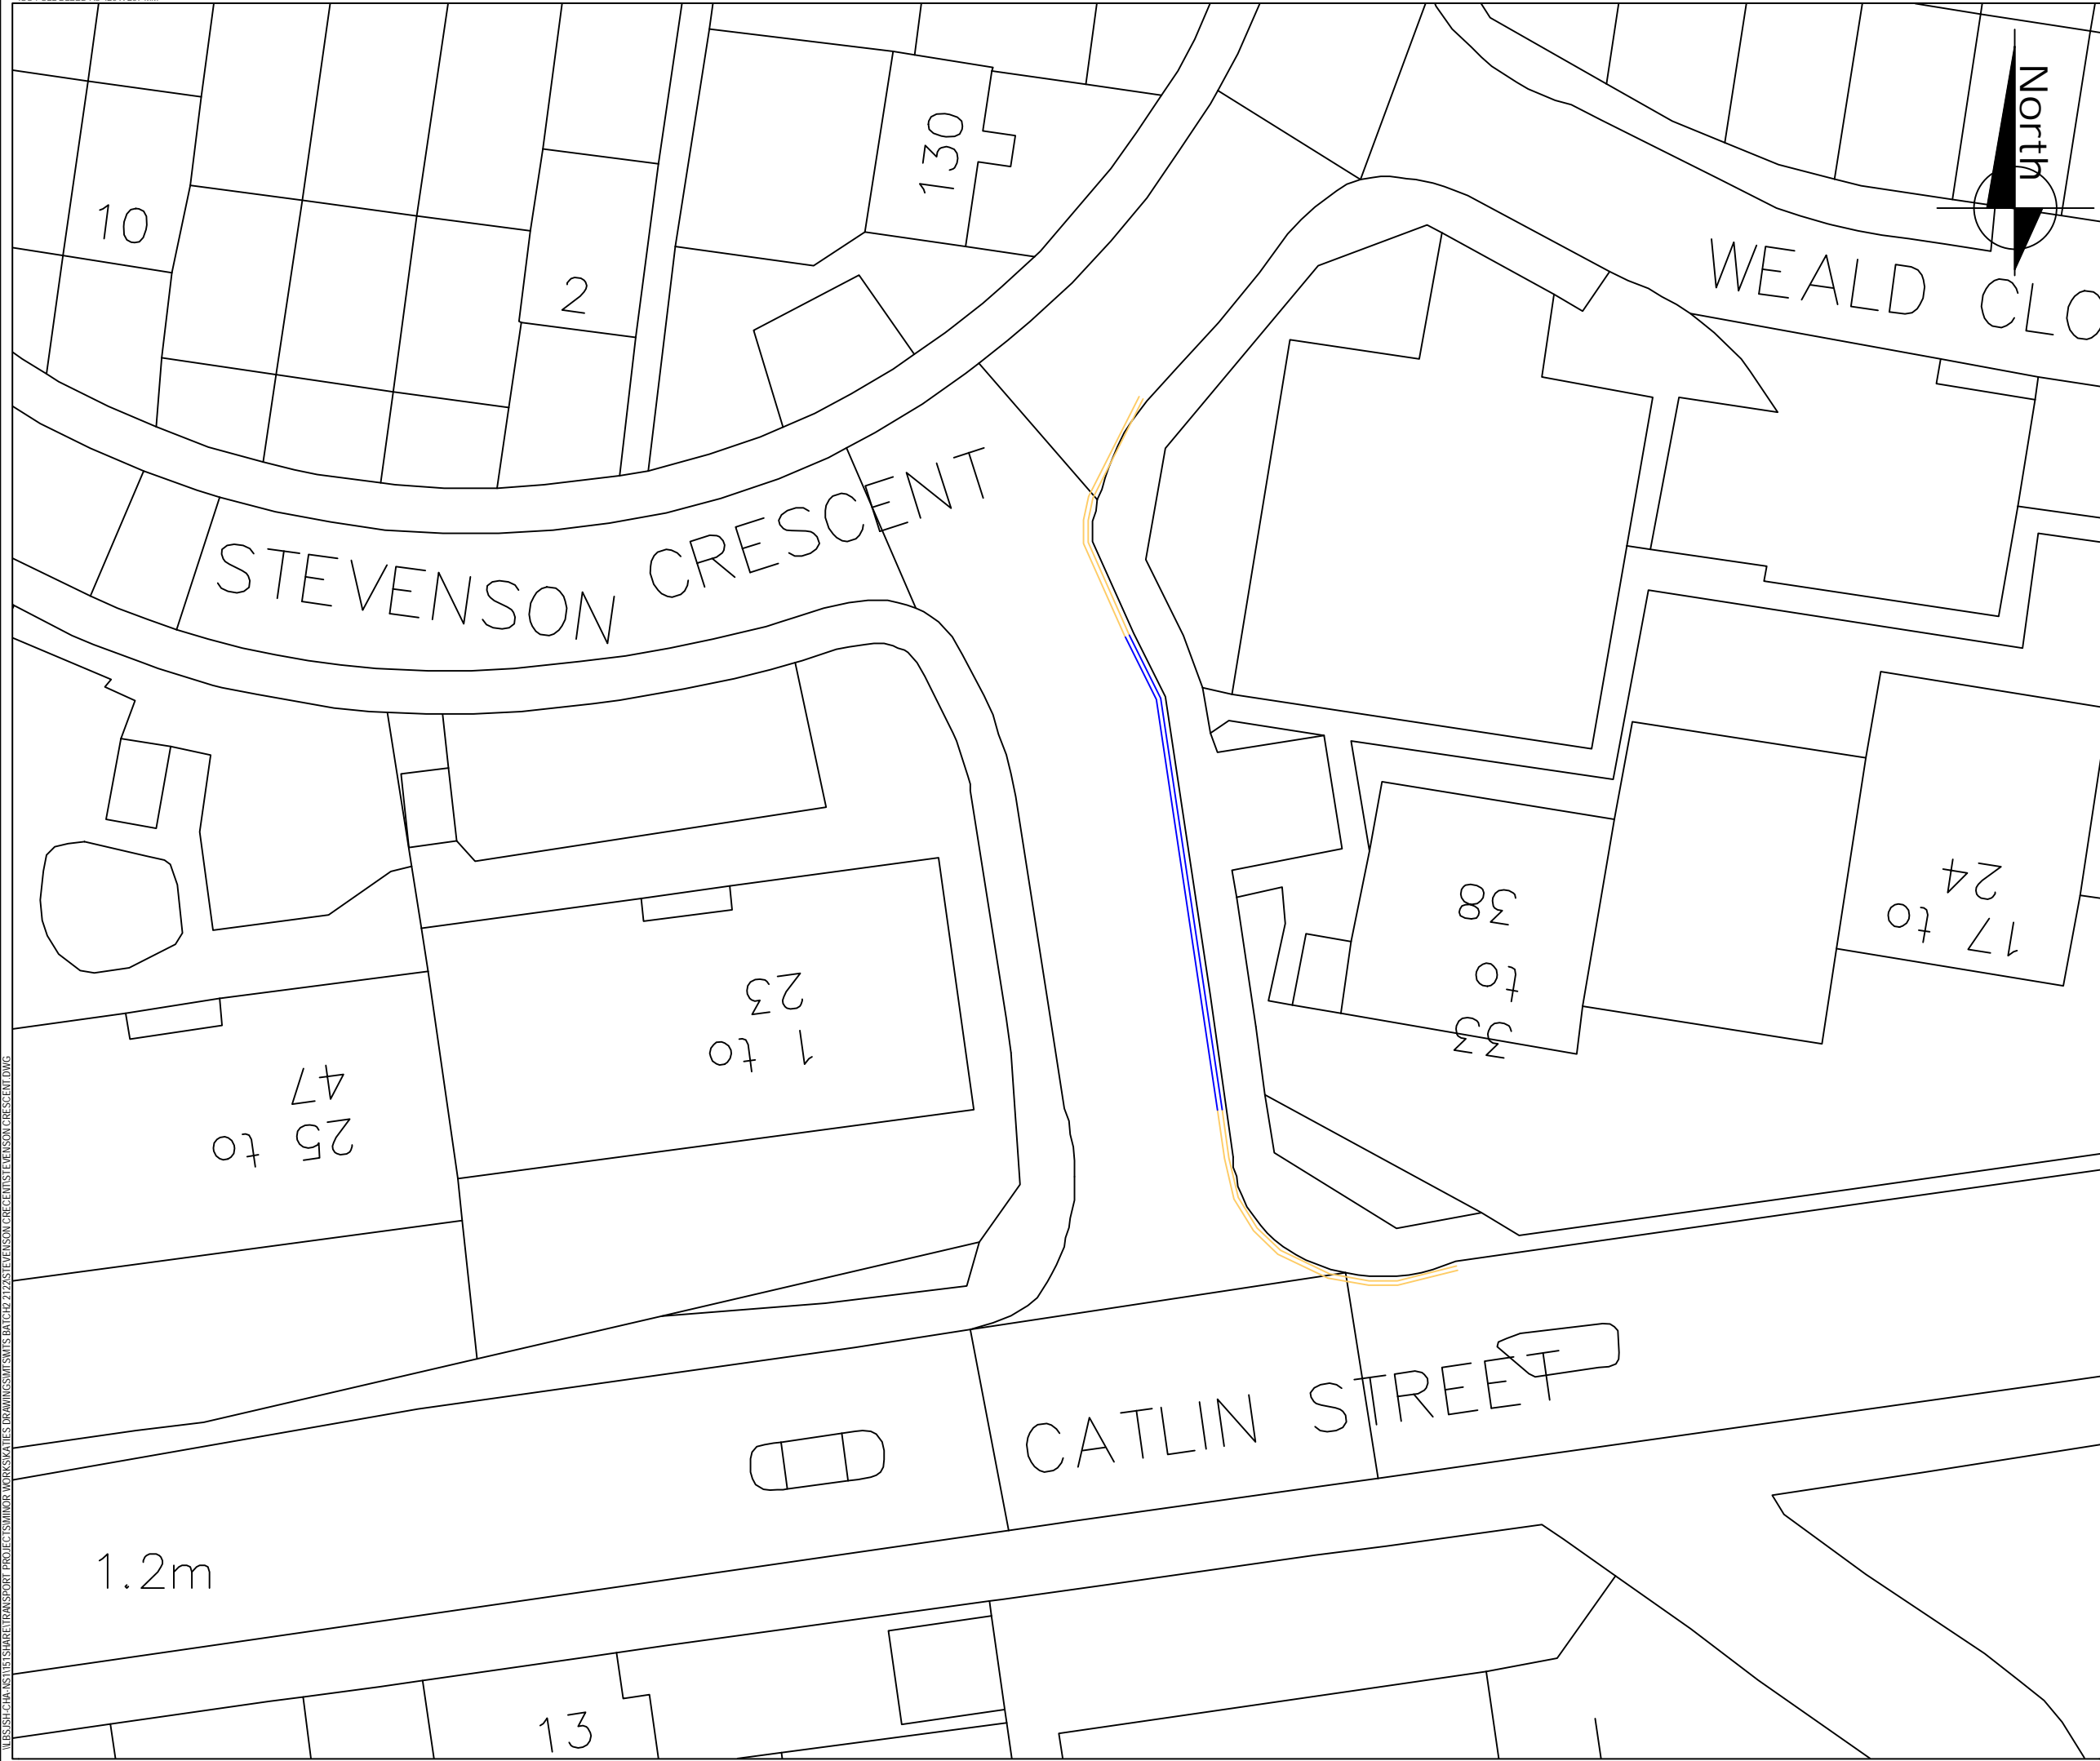 North
130
10
2
WEALD CLO
STEVENSON CRESCENT
17 to
24
33
to
38
1 to
23
25 to
47
CATLIN STREET
1.2m
13